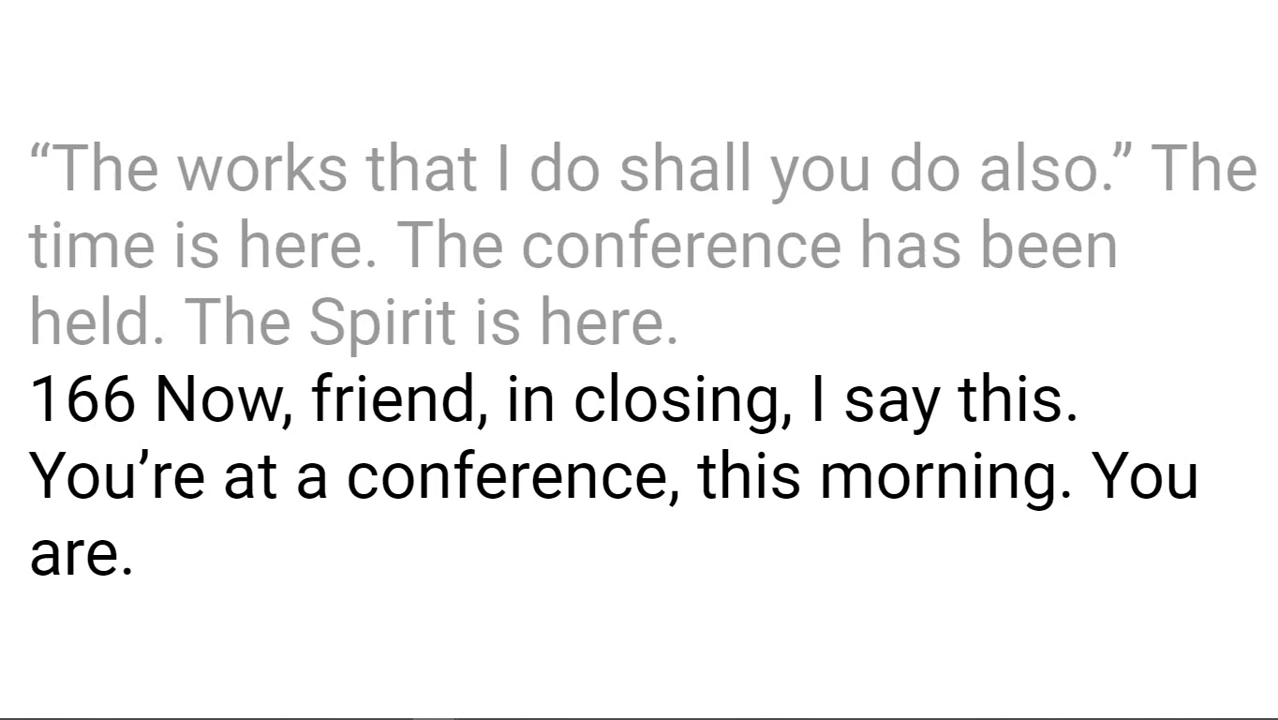 “The works that I do shall you do also.” The
time is here. The conference has been
held. The Spirit is here.
166 Now, friend, in closing, I say this.
You’re at a conference, this morning. You
are.